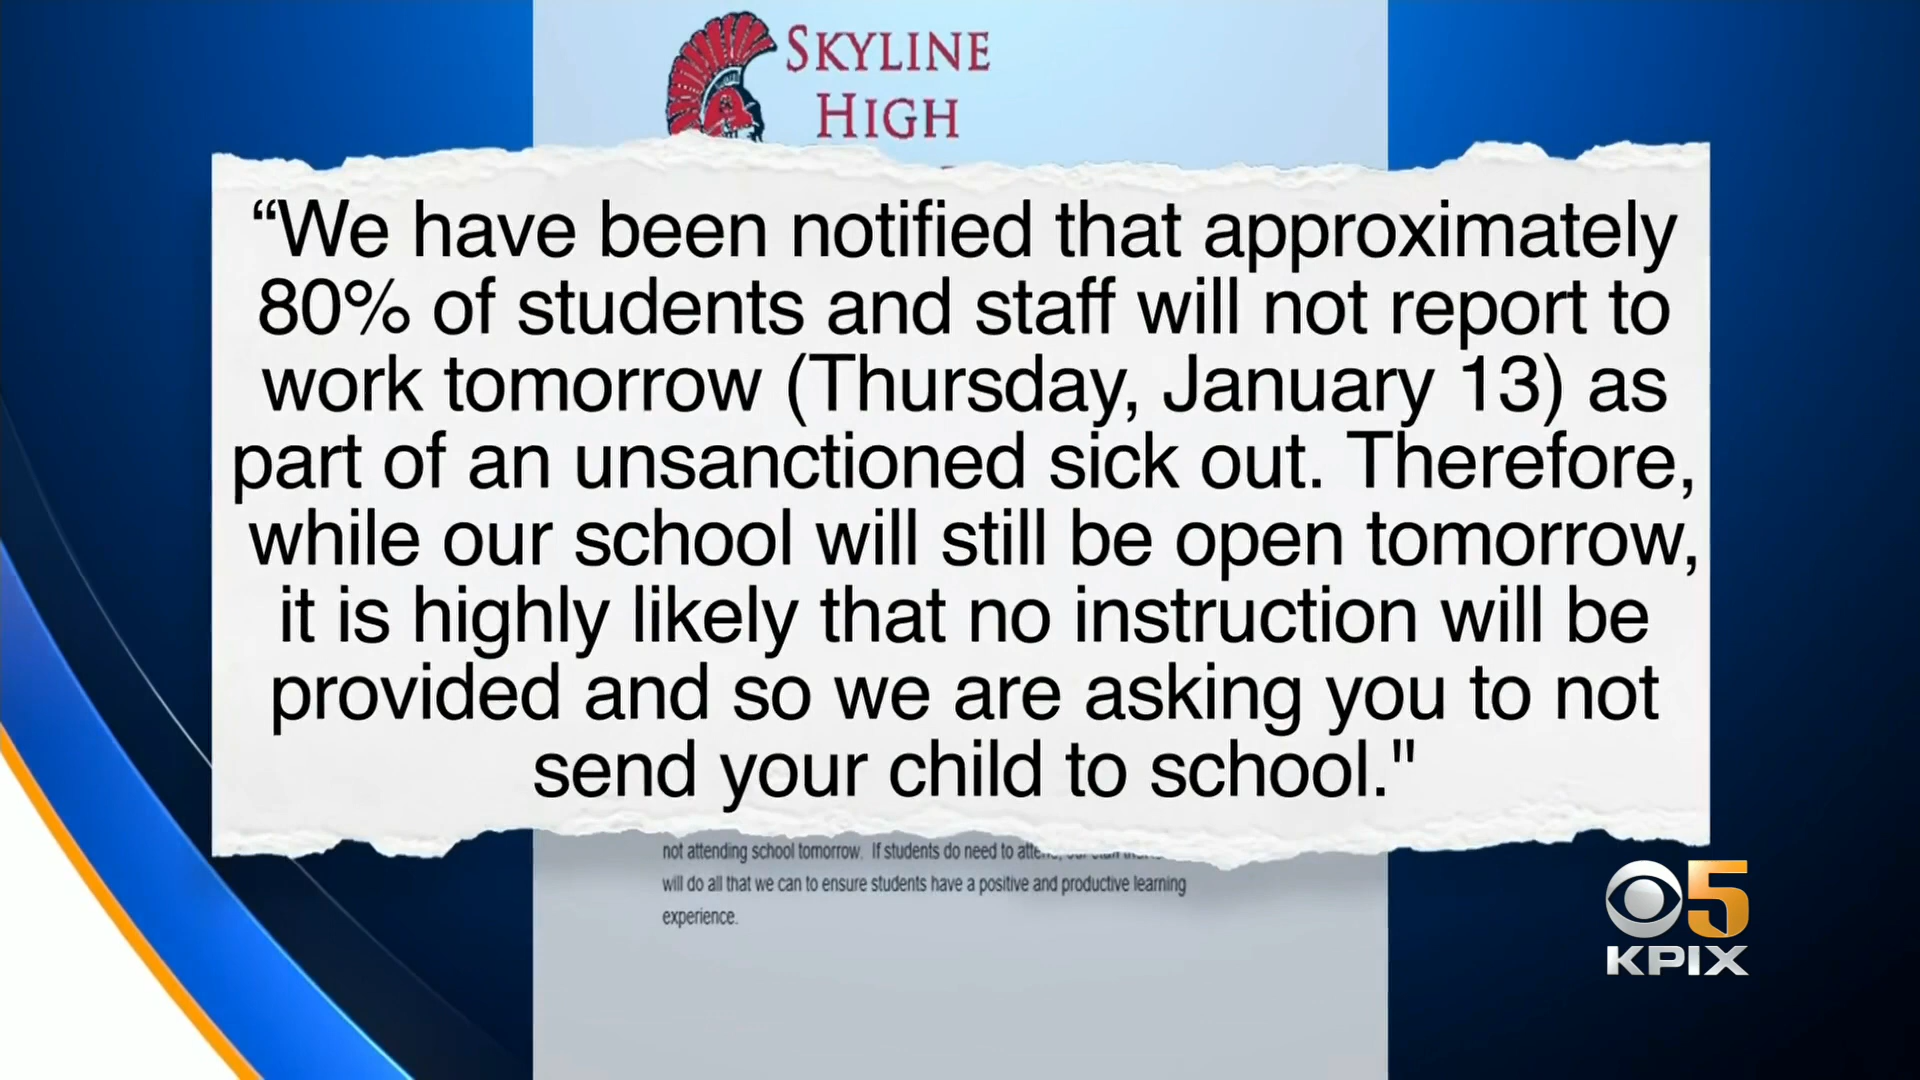 SKYLINE
HIGH
“We have been notified that approximately
80% of students and staff will not report to
work tomorrow (Thursday, January 13) as
part of an unsanctioned sick out. Therefore,
while our school will still be open tomorrow,
it is highly likely that no instruction will be
provided and so we are asking you to not
send your child to school."
not attending school tomorrow. If students do need to
will do all that we can to ensure students have a positive and productive learning
experience.
5
KPIX